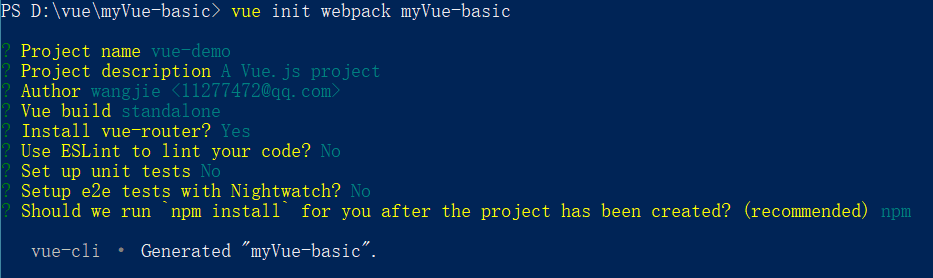 PS D:\vue\myVue-basic> vue init webpack myVue-basic
? Project name vue-demo
? Project description A Vue.js project
? Author wangjie <11277472@qq.com>
? Vue build standalone
? Install vue-router? Yes
? Use ESLint to lint your code? No
? Set up unit tests No
? Setup e2e tests with Nightwatch? No
? Should we run `npm install` for you after the project has been created? (recommended) npm
vue-cli · Generated "myVue-basic".